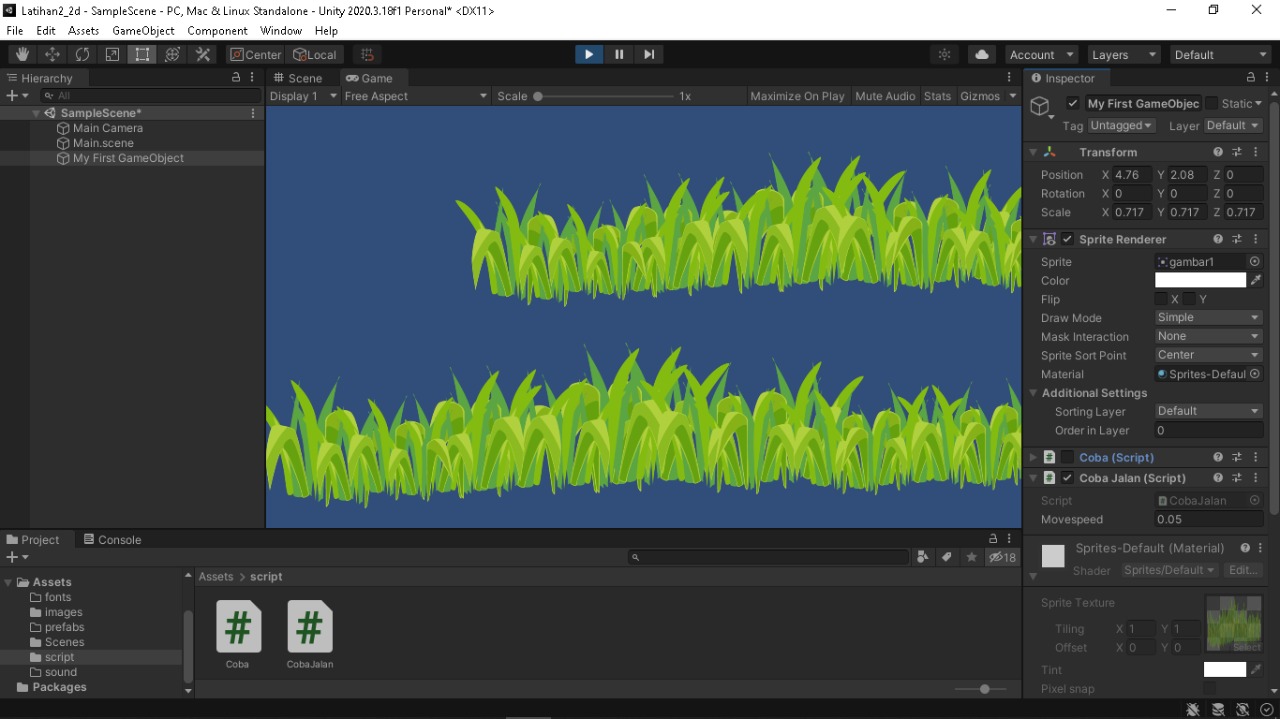 Latihan2_2d - SampleScene - PC, Mac & Linux Standalone - Unity 2020.3.18f1 Personal* <DX11>
File Edit Assets GameObject Component Window Help
Center Local Account Layers Default
Hierarchy Scene Game Inspector
All Display 1 Free Aspect Scale 1x Maximize On Play Mute Audio Stats Gizmos
SampleScene*
Main Camera
Main.scene
My First GameObject
My First GameObjec Static
Tag Untagged Layer Default
Transform
Position X 4.76 Y 2.08 Z 0
Rotation X 0 Y 0 Z 0
Scale X 0.717 Y 0.717 Z 0.717
Sprite Renderer
Sprite gambar1
Color
Flip X Y
Draw Mode Simple
Mask Interaction None
Sprite Sort Point Center
Material Sprites-Defaul
Additional Settings
Sorting Layer Default
Order in Layer 0
# Coba (Script)
# Coba Jalan (Script)
Script CobaJalan
Movespeed 0.05
Sprites-Default (Material)
Shader Sprites/Default Edit...
Sprite Texture
Tiling X 1 Y 1
Offset X 0 Y 0
Select
Tint
Pixel snap
Project Console
18
Assets
fonts
images
prefabs
Scenes
script
sound
Packages
Assets > script
# #
Coba CobaJalan